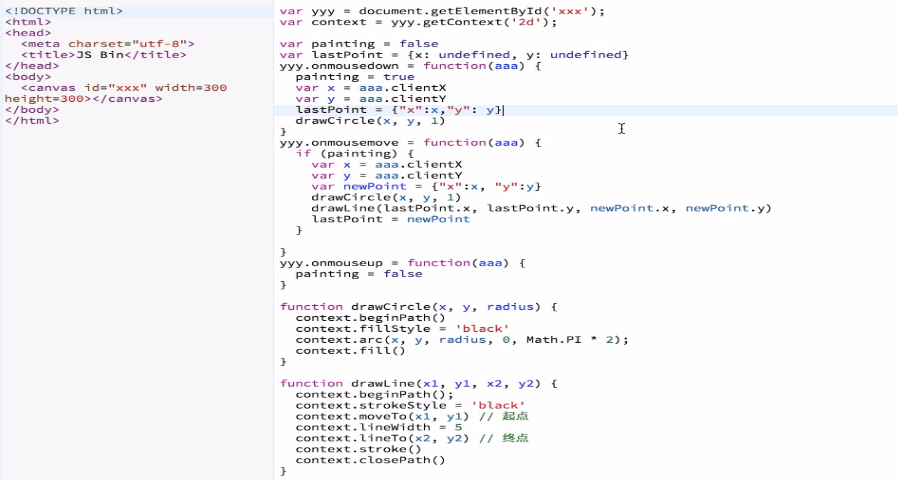 <!DOCTYPE html>
<html>
<head>
  <meta charset="utf-8">
  <title>JS Bin</title>
</head>
<body>
  <canvas id="xxx" width=300
height=300></canvas>
</body>
</html>
var yyy = document.getElementById('xxx');
var context = yyy.getContext('2d');

var painting = false
var lastPoint = {x: undefined, y: undefined}
yyy.onmousedown = function(aaa) {
  painting = true
  var x = aaa.clientX
  var y = aaa.clientY
  lastPoint = {"x":x,"y": y}
  drawCircle(x, y, 1)
}
yyy.onmousemove = function(aaa) {
  if (painting) {
    var x = aaa.clientX
    var y = aaa.clientY
    var newPoint = {"x":x, "y":y}
    drawCircle(x, y, 1)
    drawLine(lastPoint.x, lastPoint.y, newPoint.x, newPoint.y)
    lastPoint = newPoint
  }

}
yyy.onmouseup = function(aaa) {
  painting = false
}

function drawCircle(x, y, radius) {
  context.beginPath()
  context.fillStyle = 'black'
  context.arc(x, y, radius, 0, Math.PI * 2);
  context.fill()
}

function drawLine(x1, y1, x2, y2) {
  context.beginPath();
  context.strokeStyle = 'black'
  context.moveTo(x1, y1) // 起点
  context.lineWidth = 5
  context.lineTo(x2, y2) // 终点
  context.stroke()
  context.closePath()
}